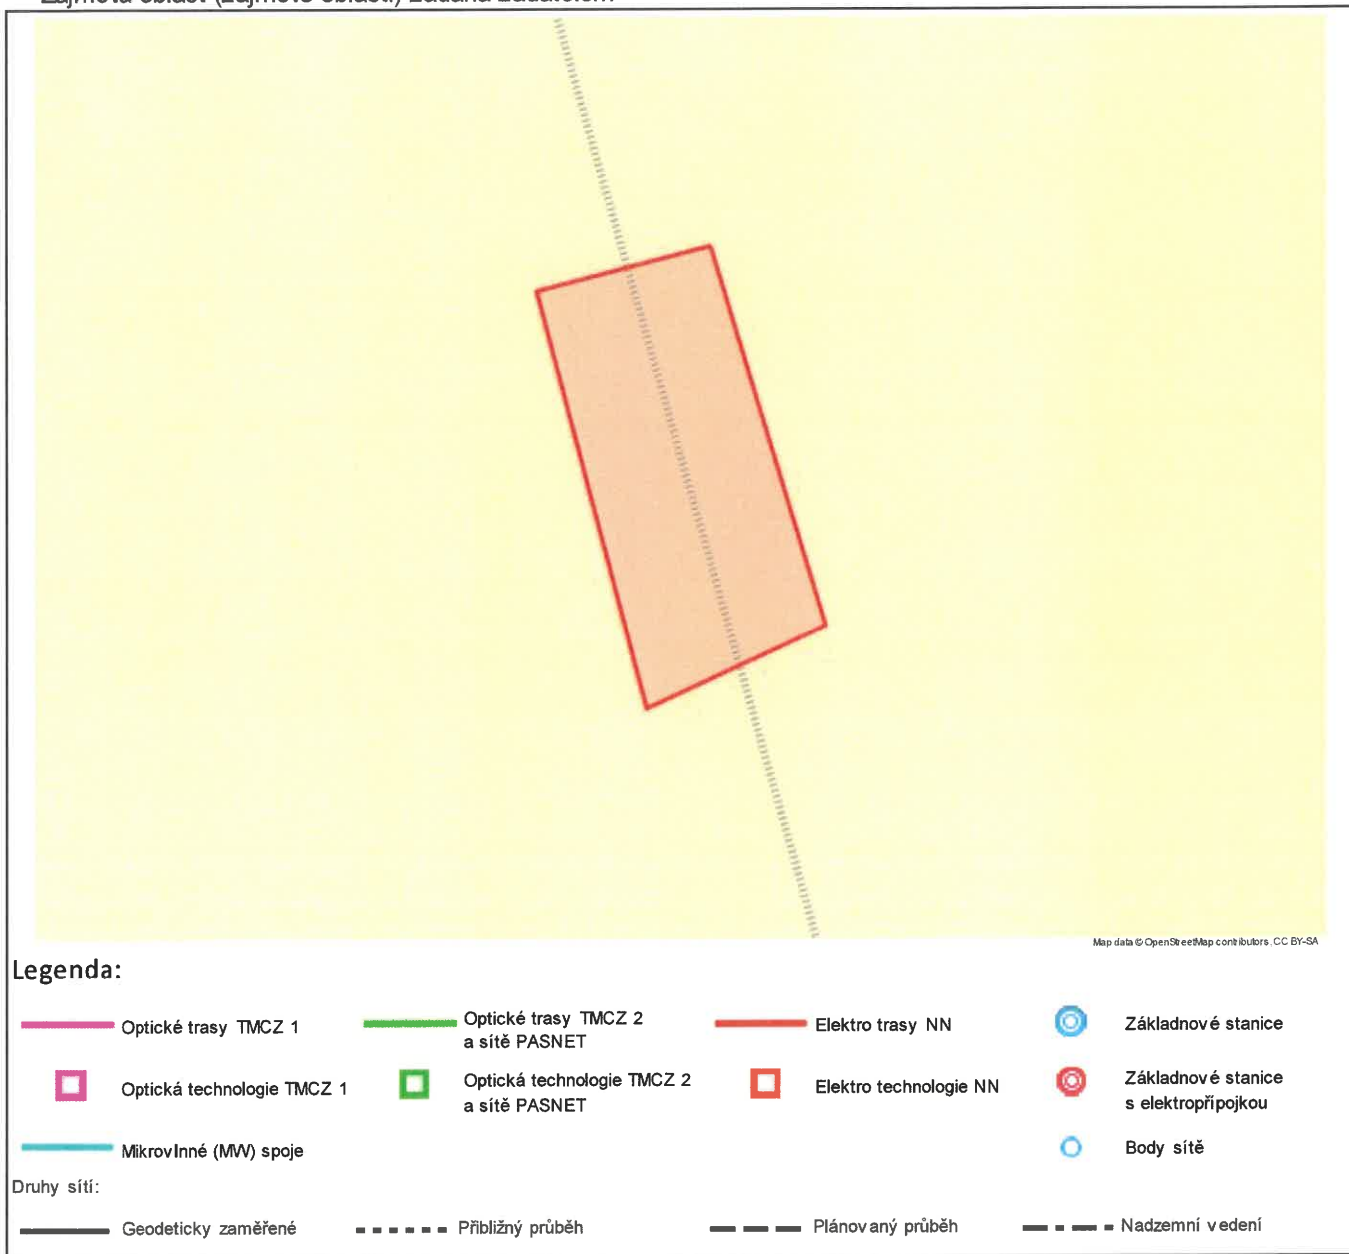 Map data © OpenStreetMap contributors, CC BY-SA
Legenda:
Optické trasy TMCZ 1
Optické trasy TMCZ 2
a sítě PASNET
Elektro trasy NN
Základnové stanice
Optická technologie TMCZ 1
Optická technologie TMCZ 2
a sítě PASNET
Elektro technologie NN
Základnové stanice
s elektropřípojkou
Mikrovlnné (MW) spoje
Body sítě
Druhy sítí:
Geodeticky zaměřené
Přibližný průběh
Plánovaný průběh
Nadzemní vedení